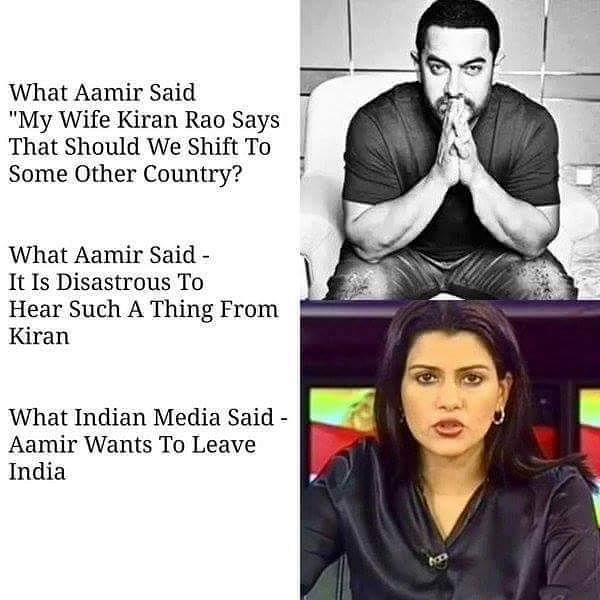 What Aamir Said
"My Wife Kiran Rao Says
That Should We Shift To
Some Other Country?
What Aamir Said -
It Is Disastrous To
Hear Such A Thing From
Kiran
What Indian Media Said -
Aamir Wants To Leave
India